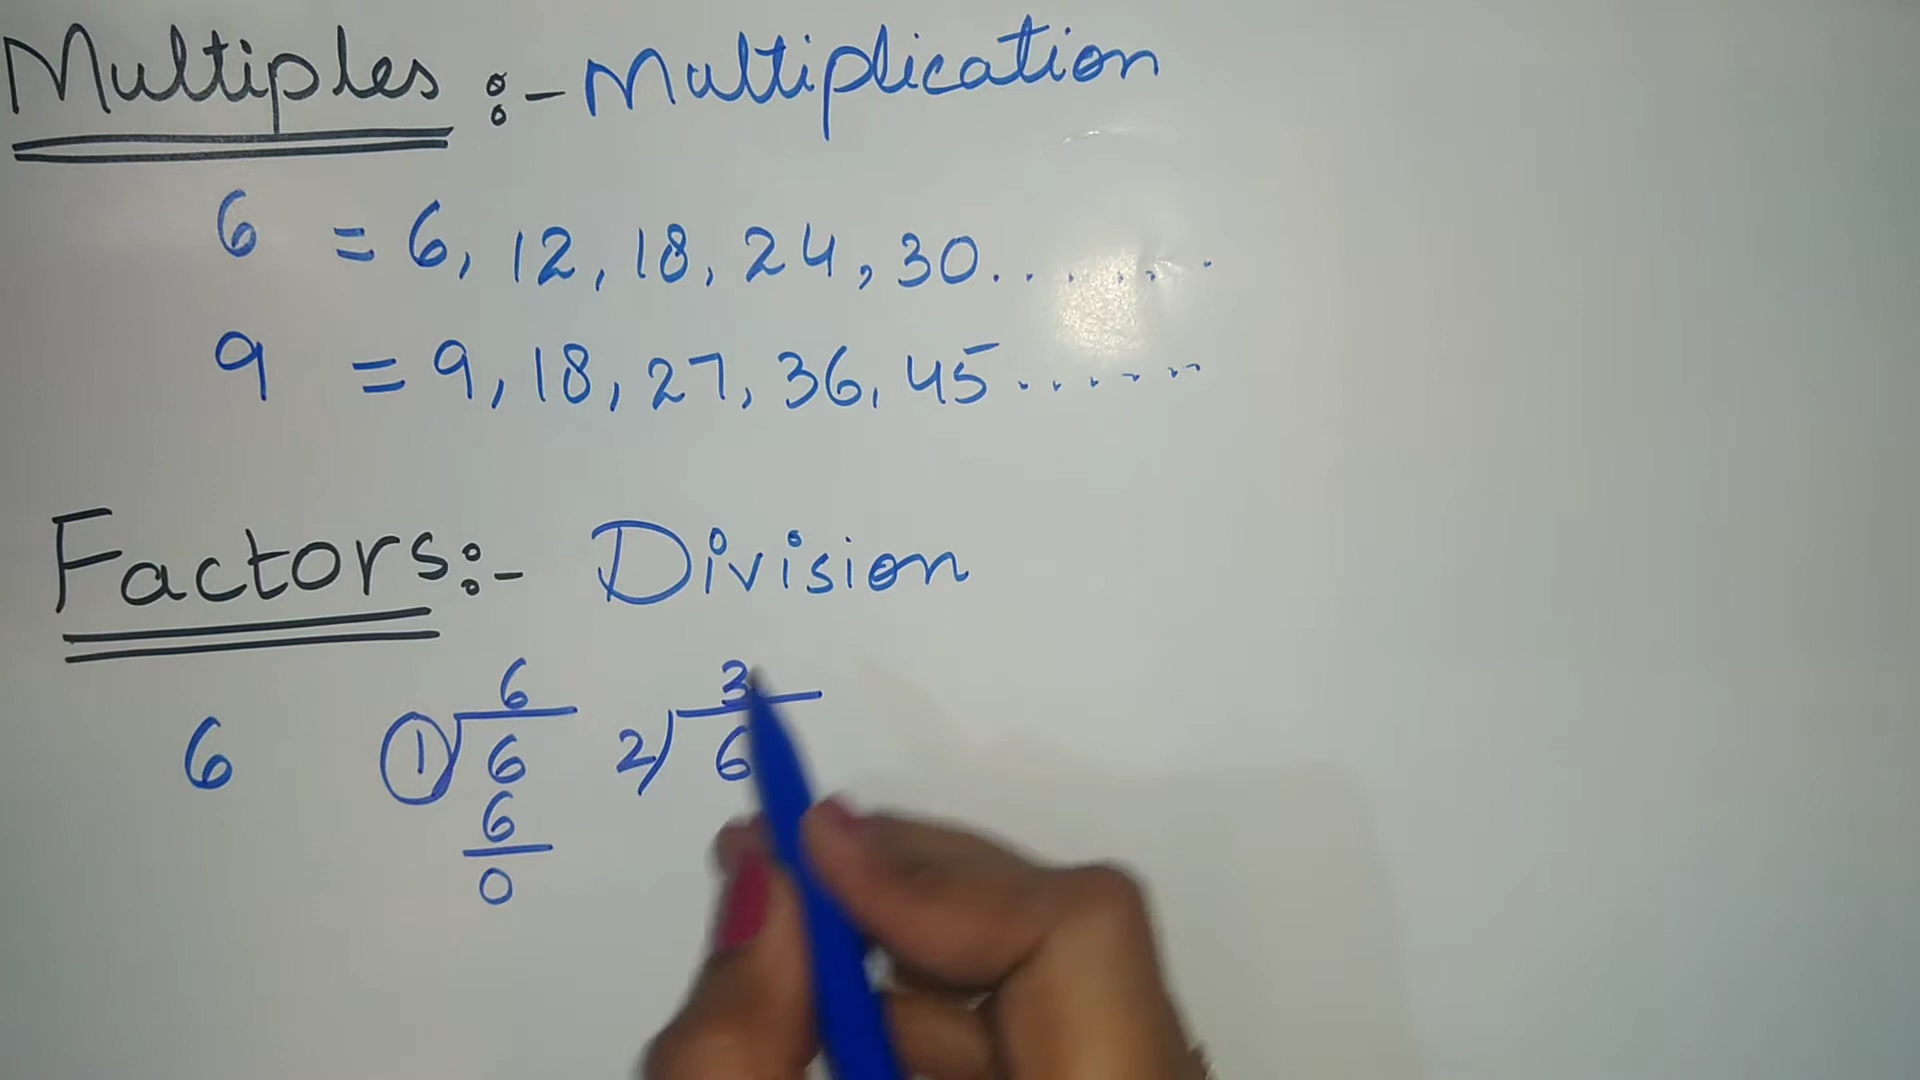 Multiples :- Multiplication
6 = 6, 12, 18, 24, 30.......
9 = 9, 18, 27, 36, 45.......
Factors:- Division
6 3
6 1) 6 2) 6
6
0